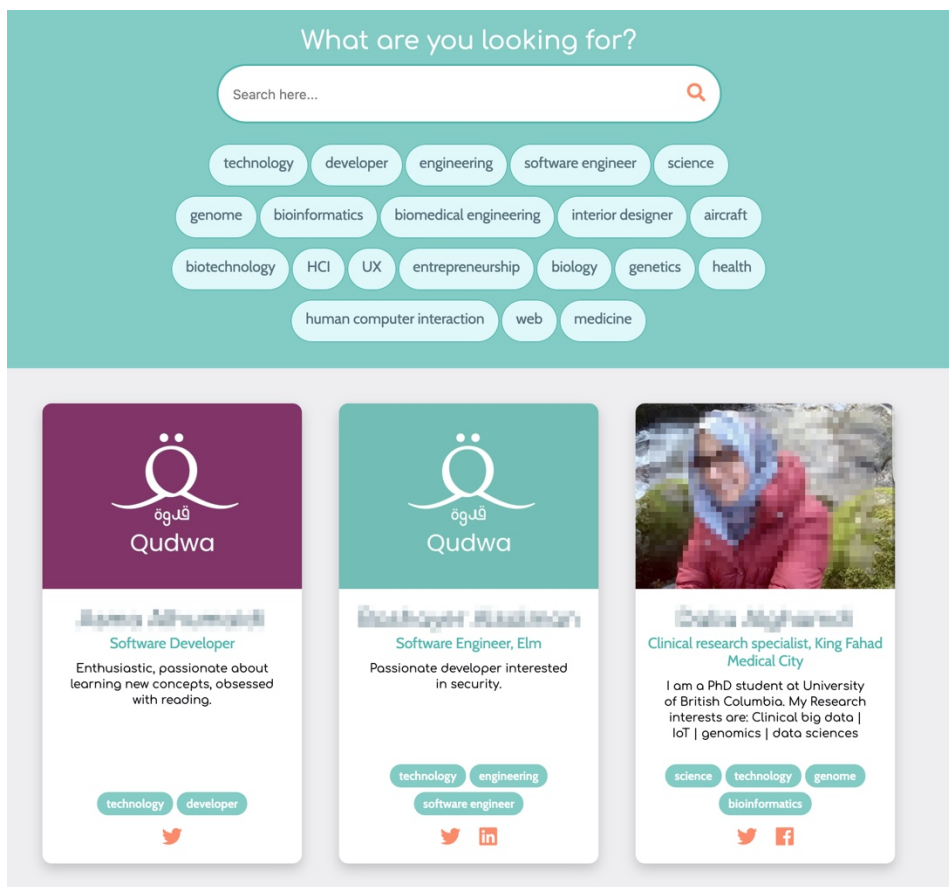 What are you looking for?
Search here...
technology developer engineering software engineer science
genome bioinformatics biomedical engineering interior designer aircraft
biotechnology HCI UX entrepreneurship biology genetics health
human computer interaction web medicine
قدوة
Qudwa
Software Developer
Enthusiastic, passionate about
learning new concepts, obsessed
with reading.
technology developer
قدوة
Qudwa
Software Engineer, Elm
Passionate developer interested
in security.
technology engineering
software engineer
Clinical research specialist, King Fahad
Medical City
I am a PhD student at University
of British Columbia. My Research
interests are: Clinical big data |
IoT | genomics | data sciences
science technology genome
bioinformatics